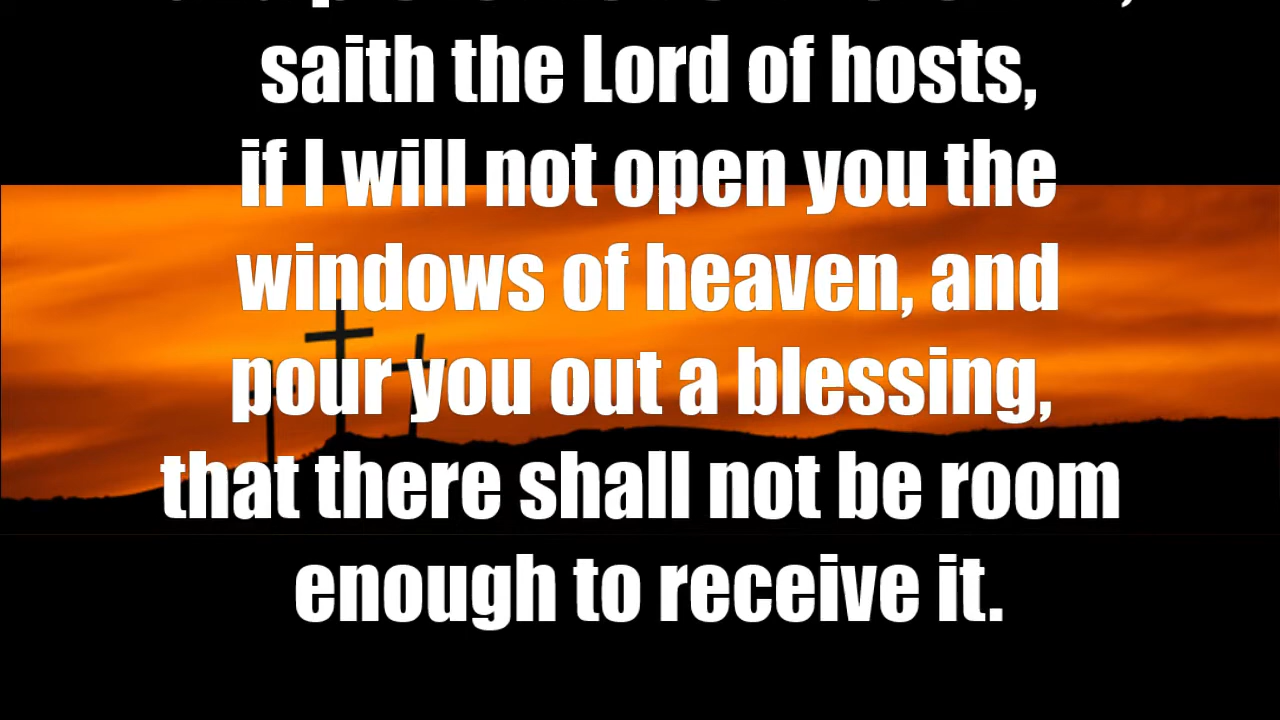 saith the Lord of hosts,
if I will not open you the
windows of heaven, and
pour you out a blessing,
that there shall not be room
enough to receive it.